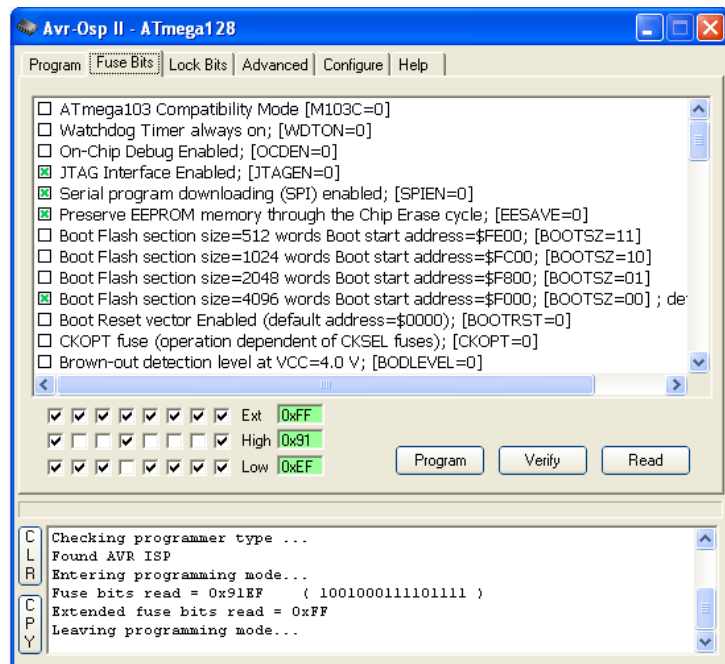 Avr-Osp II - ATmega128
Program Fuse Bits Lock Bits Advanced Configure Help
ATmega103 Compatibility Mode [M103C=0]
Watchdog Timer always on; [WDTON=0]
On-Chip Debug Enabled; [OCDEN=0]
JTAG Interface Enabled; [JTAGEN=0]
Serial program downloading (SPI) enabled; [SPIEN=0]
Preserve EEPROM memory through the Chip Erase cycle; [EESAVE=0]
Boot Flash section size=512 words Boot start address=$FE00; [BOOTSZ=11]
Boot Flash section size=1024 words Boot start address=$FC00; [BOOTSZ=10]
Boot Flash section size=2048 words Boot start address=$F800; [BOOTSZ=01]
Boot Flash section size=4096 words Boot start address=$F000; [BOOTSZ=00] ; de
Boot Reset vector Enabled (default address=$0000); [BOOTRST=0]
CKOPT fuse (operation dependent of CKSEL fuses); [CKOPT=0]
Brown-out detection level at VCC=4.0 V; [BODLEVEL=0]
Ext 0xFF
High 0x91
Low 0xEF
Program Verify Read
CLR
CPY
Checking programmer type ...
Found AVR ISP
Entering programming mode...
Fuse bits read = 0x91EF ( 1001000111101111 )
Extended fuse bits read = 0xFF
Leaving programming mode...